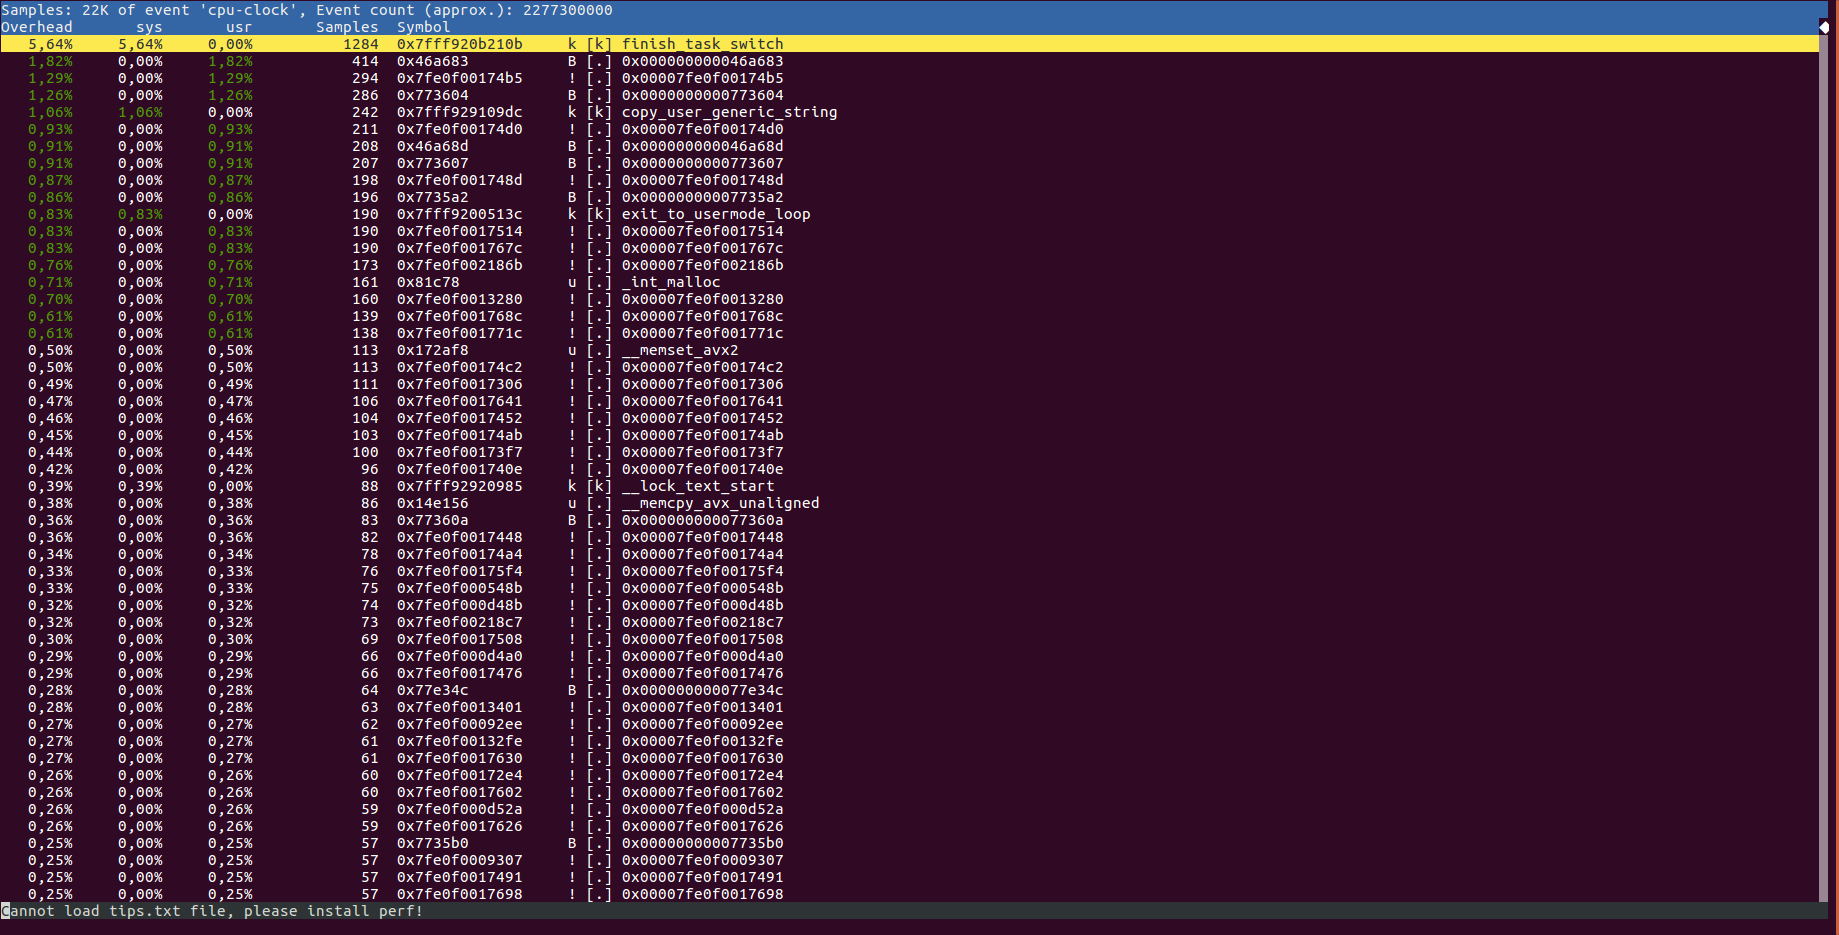 Samples: 22K of event 'cpu-clock', Event count (approx.): 2277300000
Overhead sys usr Samples Symbol
5,64% 5,64% 0,00% 1284 0x7fff920b210b k [k] finish_task_switch
1,82% 0,00% 1,82% 414 0x46a683 B [.] 0x000000000046a683
1,29% 0,00% 1,29% 294 0x7fe0f00174b5 ! [.] 0x00007fe0f00174b5
1,26% 0,00% 1,26% 286 0x773604 B [.] 0x0000000000773604
1,06% 1,06% 0,00% 242 0x7fff929109dc k [k] copy_user_generic_string
0,93% 0,00% 0,93% 211 0x7fe0f00174d0 ! [.] 0x00007fe0f00174d0
0,91% 0,00% 0,91% 208 0x46a68d B [.] 0x000000000046a68d
0,91% 0,00% 0,91% 207 0x773607 B [.] 0x0000000000773607
0,87% 0,00% 0,87% 198 0x7fe0f001748d ! [.] 0x00007fe0f001748d
0,86% 0,00% 0,86% 196 0x7735a2 B [.] 0x00000000007735a2
0,83% 0,83% 0,00% 190 0x7fff9200513c k [k] exit_to_usermode_loop
0,83% 0,00% 0,83% 190 0x7fe0f0017514 ! [.] 0x00007fe0f0017514
0,83% 0,00% 0,83% 190 0x7fe0f001767c ! [.] 0x00007fe0f001767c
0,76% 0,00% 0,76% 173 0x7fe0f002186b ! [.] 0x00007fe0f002186b
0,71% 0,00% 0,71% 161 0x81c78 u [.] _int_malloc
0,70% 0,00% 0,70% 160 0x7fe0f0013280 ! [.] 0x00007fe0f0013280
0,61% 0,00% 0,61% 139 0x7fe0f001768c ! [.] 0x00007fe0f001768c
0,61% 0,00% 0,61% 138 0x7fe0f001771c ! [.] 0x00007fe0f001771c
0,50% 0,00% 0,50% 113 0x172af8 u [.] __memset_avx2
0,50% 0,00% 0,50% 113 0x7fe0f00174c2 ! [.] 0x00007fe0f00174c2
0,49% 0,00% 0,49% 111 0x7fe0f0017306 ! [.] 0x00007fe0f0017306
0,47% 0,00% 0,47% 106 0x7fe0f0017641 ! [.] 0x00007fe0f0017641
0,46% 0,00% 0,46% 104 0x7fe0f0017452 ! [.] 0x00007fe0f0017452
0,45% 0,00% 0,45% 103 0x7fe0f00174ab ! [.] 0x00007fe0f00174ab
0,44% 0,00% 0,44% 100 0x7fe0f00173f7 ! [.] 0x00007fe0f00173f7
0,42% 0,00% 0,42% 96 0x7fe0f001740e ! [.] 0x00007fe0f001740e
0,39% 0,39% 0,00% 88 0x7fff92920985 k [k] __lock_text_start
0,38% 0,00% 0,38% 86 0x14e156 u [.] __memcpy_avx_unaligned
0,36% 0,00% 0,36% 83 0x77360a B [.] 0x000000000077360a
0,36% 0,00% 0,36% 82 0x7fe0f0017448 ! [.] 0x00007fe0f0017448
0,34% 0,00% 0,34% 78 0x7fe0f00174a4 ! [.] 0x00007fe0f00174a4
0,33% 0,00% 0,33% 76 0x7fe0f00175f4 ! [.] 0x00007fe0f00175f4
0,33% 0,00% 0,33% 75 0x7fe0f000548b ! [.] 0x00007fe0f000548b
0,32% 0,00% 0,32% 74 0x7fe0f000d48b ! [.] 0x00007fe0f000d48b
0,32% 0,00% 0,32% 73 0x7fe0f00218c7 ! [.] 0x00007fe0f00218c7
0,30% 0,00% 0,30% 69 0x7fe0f0017508 ! [.] 0x00007fe0f0017508
0,29% 0,00% 0,29% 66 0x7fe0f000d4a0 ! [.] 0x00007fe0f000d4a0
0,29% 0,00% 0,29% 66 0x7fe0f0017476 ! [.] 0x00007fe0f0017476
0,28% 0,00% 0,28% 64 0x77e34c B [.] 0x000000000077e34c
0,28% 0,00% 0,28% 63 0x7fe0f0013401 ! [.] 0x00007fe0f0013401
0,27% 0,00% 0,27% 62 0x7fe0f00092ee ! [.] 0x00007fe0f00092ee
0,27% 0,00% 0,27% 61 0x7fe0f00132fe ! [.] 0x00007fe0f00132fe
0,27% 0,00% 0,27% 61 0x7fe0f0017630 ! [.] 0x00007fe0f0017630
0,26% 0,00% 0,26% 60 0x7fe0f00172e4 ! [.] 0x00007fe0f00172e4
0,26% 0,00% 0,26% 60 0x7fe0f0017602 ! [.] 0x00007fe0f0017602
0,26% 0,00% 0,26% 59 0x7fe0f000d52a ! [.] 0x00007fe0f000d52a
0,26% 0,00% 0,26% 59 0x7fe0f0017626 ! [.] 0x00007fe0f0017626
0,25% 0,00% 0,25% 57 0x7735b0 B [.] 0x00000000007735b0
0,25% 0,00% 0,25% 57 0x7fe0f0009307 ! [.] 0x00007fe0f0009307
0,25% 0,00% 0,25% 57 0x7fe0f0017491 ! [.] 0x00007fe0f0017491
0,25% 0,00% 0,25% 57 0x7fe0f0017698 ! [.] 0x00007fe0f0017698
Cannot load tips.txt file, please install perf!